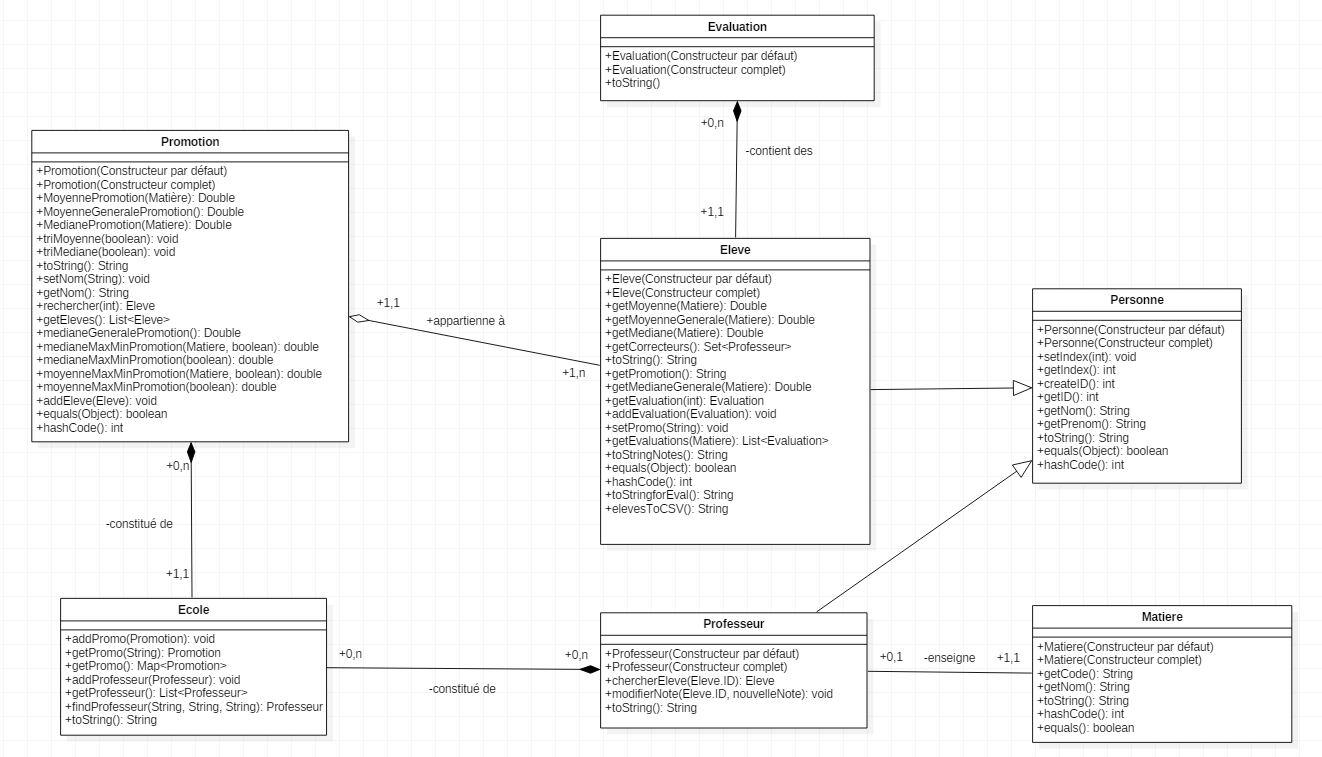 Evaluation
+Evaluation(Constructeur par défaut)
+Evaluation(Constructeur complet)
+toString()
+0,n
-contient des
+1,1
Promotion
+Promotion(Constructeur par défaut)
+Promotion(Constructeur complet)
+MoyennePromotion(Matière): Double
+MoyenneGeneralePromotion(): Double
+MedianePromotion(Matiere): Double
+triMoyenne(boolean): void
+triMediane(boolean): void
+toString(): String
+setNom(String): void
+getNom(): String
+rechercher(int): Eleve
+getEleves(): List<Eleve>
+medianeGeneralePromotion(): Double
+medianeMaxMinPromotion(Matiere, boolean): double
+medianeMaxMinPromotion(boolean): double
+moyenneMaxMinPromotion(Matiere, boolean): double
+moyenneMaxMinPromotion(boolean): double
+addEleve(Eleve): void
+equals(Object): boolean
+hashCode(): int
+1,1
+appartienne à
+1,n
Eleve
+Eleve(Constructeur par défaut)
+Eleve(Constructeur complet)
+getMoyenne(Matiere): Double
+getMoyenneGenerale(Matiere): Double
+getMediane(Matiere): Double
+getCorrecteurs(): Set<Professeur>
+toString(): String
+getPromotion(): String
+getMedianeGenerale(Matiere): Double
+getEvaluation(int): Evaluation
+addEvaluation(Evaluation): void
+setPromo(String): void
+getEvaluations(Matiere): List<Evaluation>
+toStringNotes(): String
+equals(Object): boolean
+hashCode(): int
+toStringforEval(): String
+elevesToCSV(): String
Personne
+Personne(Constructeur par défaut)
+Personne(Constructeur complet)
+setIndex(int): void
+getIndex(): int
+createID(): int
+getID(): int
+getNom(): String
+getPrenom(): String
+toString(): String
+equals(Object): boolean
+hashCode(): int
+0,n
-constitué de
+1,1
Ecole
+addPromo(Promotion): void
+getPromo(String): Promotion
+getPromo(): Map<Promotion>
+addProfesseur(Professeur): void
+getProfesseur(): List<Professeur>
+findProfesseur(String, String, String): Professeur
+toString(): String
+0,n
+0,n
-constitué de
Professeur
+Professeur(Constructeur par défaut)
+Professeur(Constructeur complet)
+chercherEleve(Eleve.ID): Eleve
+modifierNote(Eleve.ID, nouvelleNote): void
+toString(): String
+0,1
-enseigne
+1,1
Matiere
+Matiere(Constructeur par défaut)
+Matiere(Constructeur complet)
+getCode(): String
+getNom(): String
+toString(): String
+hashCode(): int
+equals(): boolean